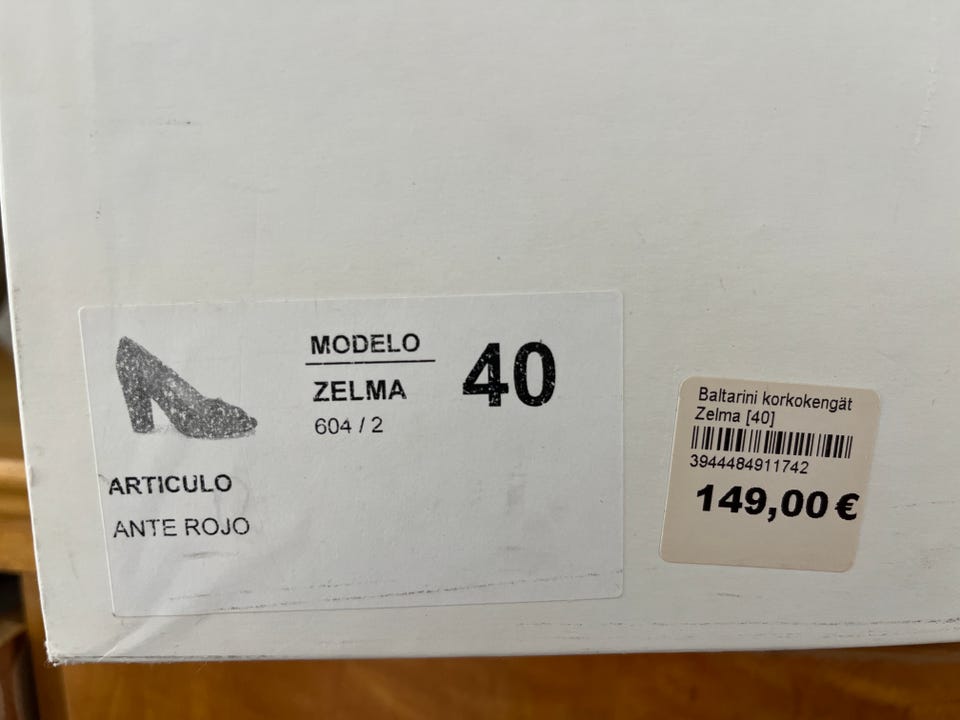 MODELO
ZELMA
604 / 2
40
ARTICULO
ANTE ROJO
Baltarini korkokengät
Zelma [40]
3944484911742
149,00 €